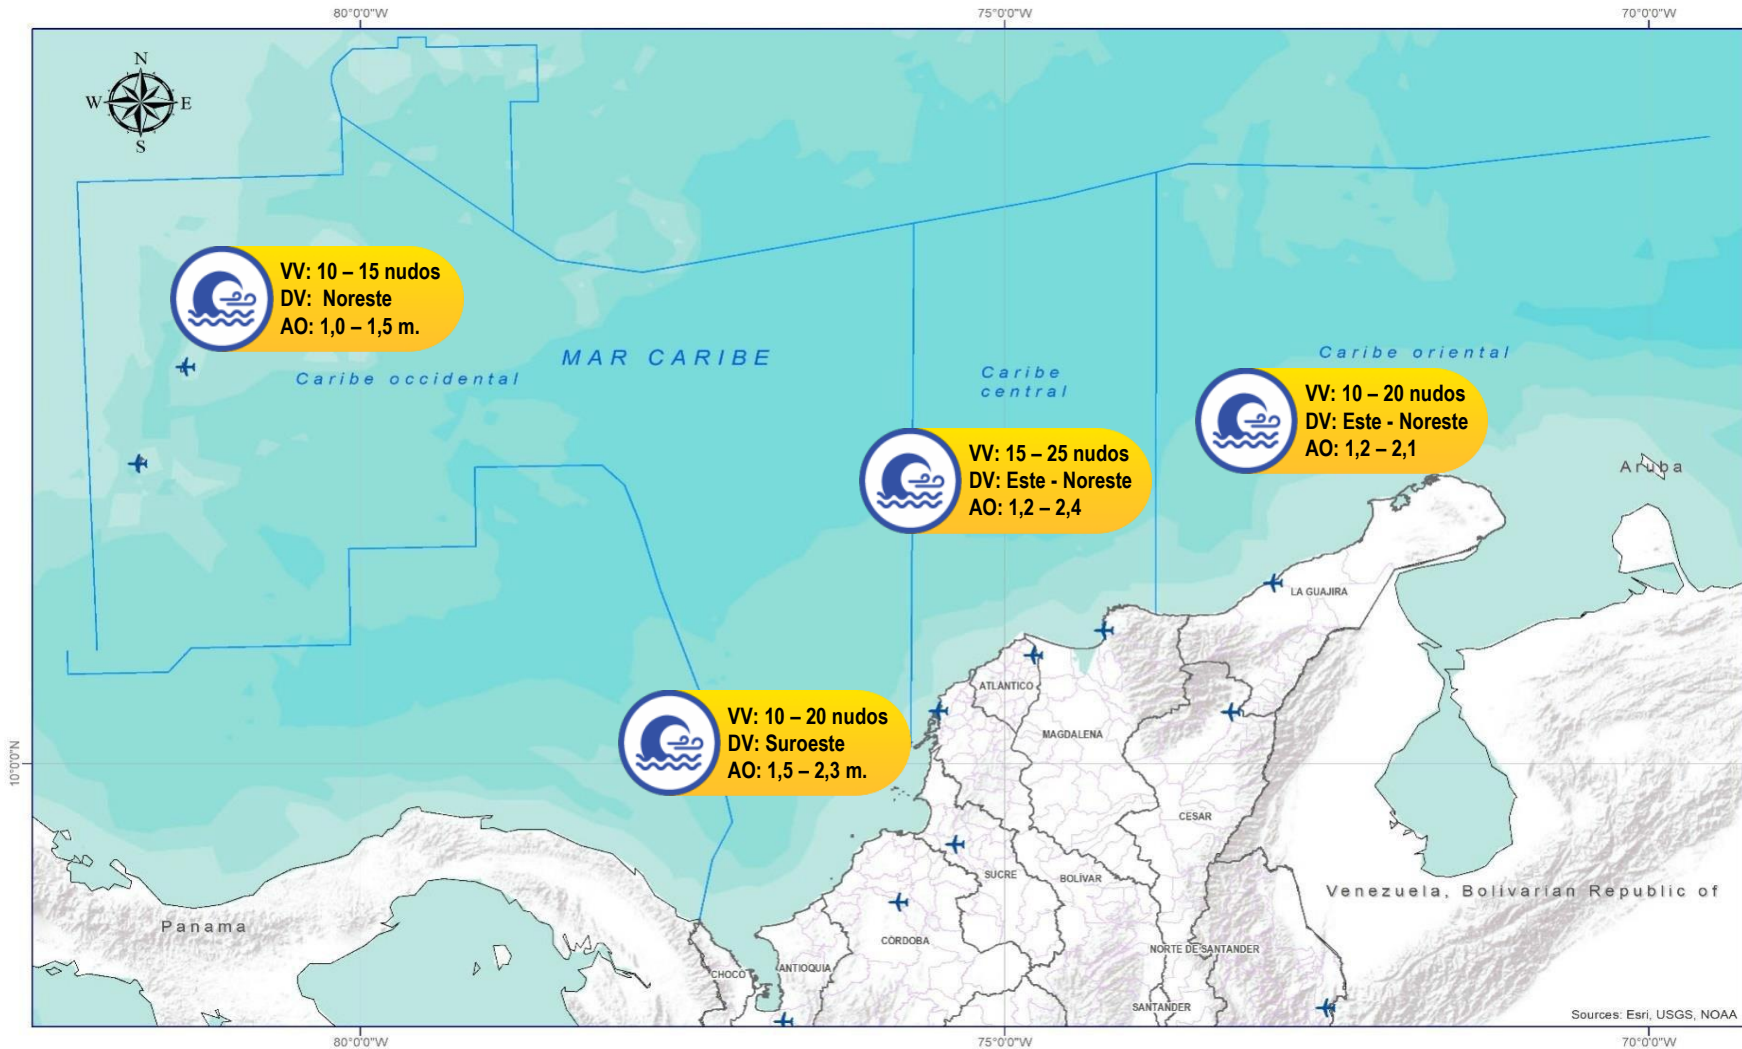 80°0'0"W
75°0'0"W
70°0'0"W
N
W
E
S
VV: 10 – 15 nudos
DV: Noreste
AO: 1,0 – 1,5 m.
MAR CARIBE
Caribe occidental
Caribe
central
Caribe oriental
VV: 10 – 20 nudos
DV: Este - Noreste
AO: 1,2 – 2,1
VV: 15 – 25 nudos
DV: Este - Noreste
AO: 1,2 – 2,4
Aruba
LA GUAJIRA
ATLÁNTICO
MAGDALENA
VV: 10 – 20 nudos
DV: Suroeste
AO: 1,5 – 2,3 m.
10°0'0"N
CESAR
SUCRE
BOLÍVAR
Venezuela, Bolivarian Republic of
Panama
CÓRDOBA
NORTE DE SANTANDER
CHOCO
ANTIOQUIA
SANTANDER
Sources: Esri, USGS, NOAA
80°0'0"W
75°0'0"W
70°0'0"W